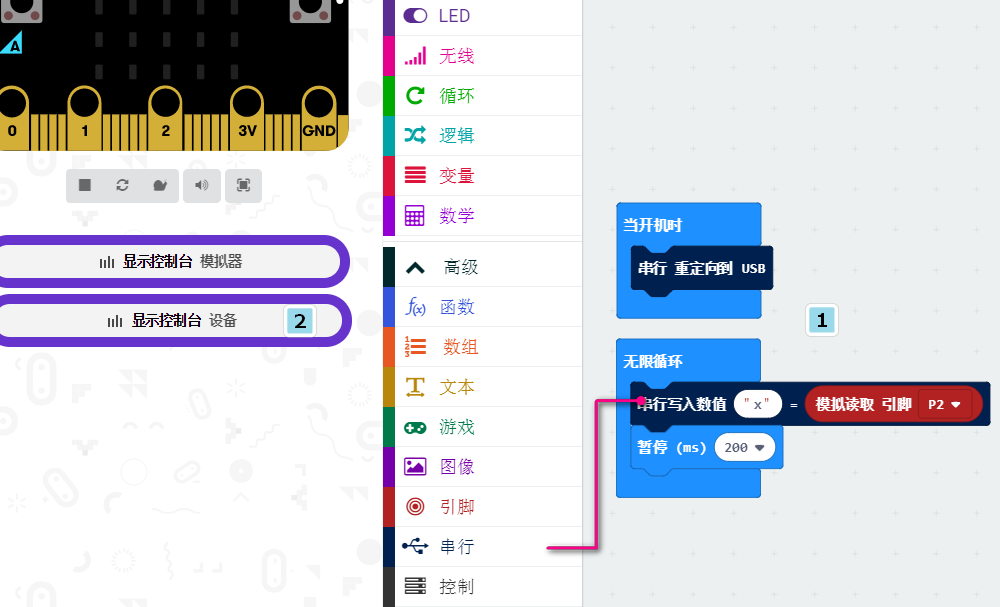 A
0 1 2 3V GND
显示控制台 模拟器
显示控制台 设备
2
LED
无线
循环
逻辑
变量
数学
高级
f(x) 函数
数组
T 文本
游戏
图像
引脚
串行
控制
当开机时
串行 重定向到 USB
1
无限循环
串行写入数值 "x" = 模拟读取 引脚 P2
暂停 (ms) 200